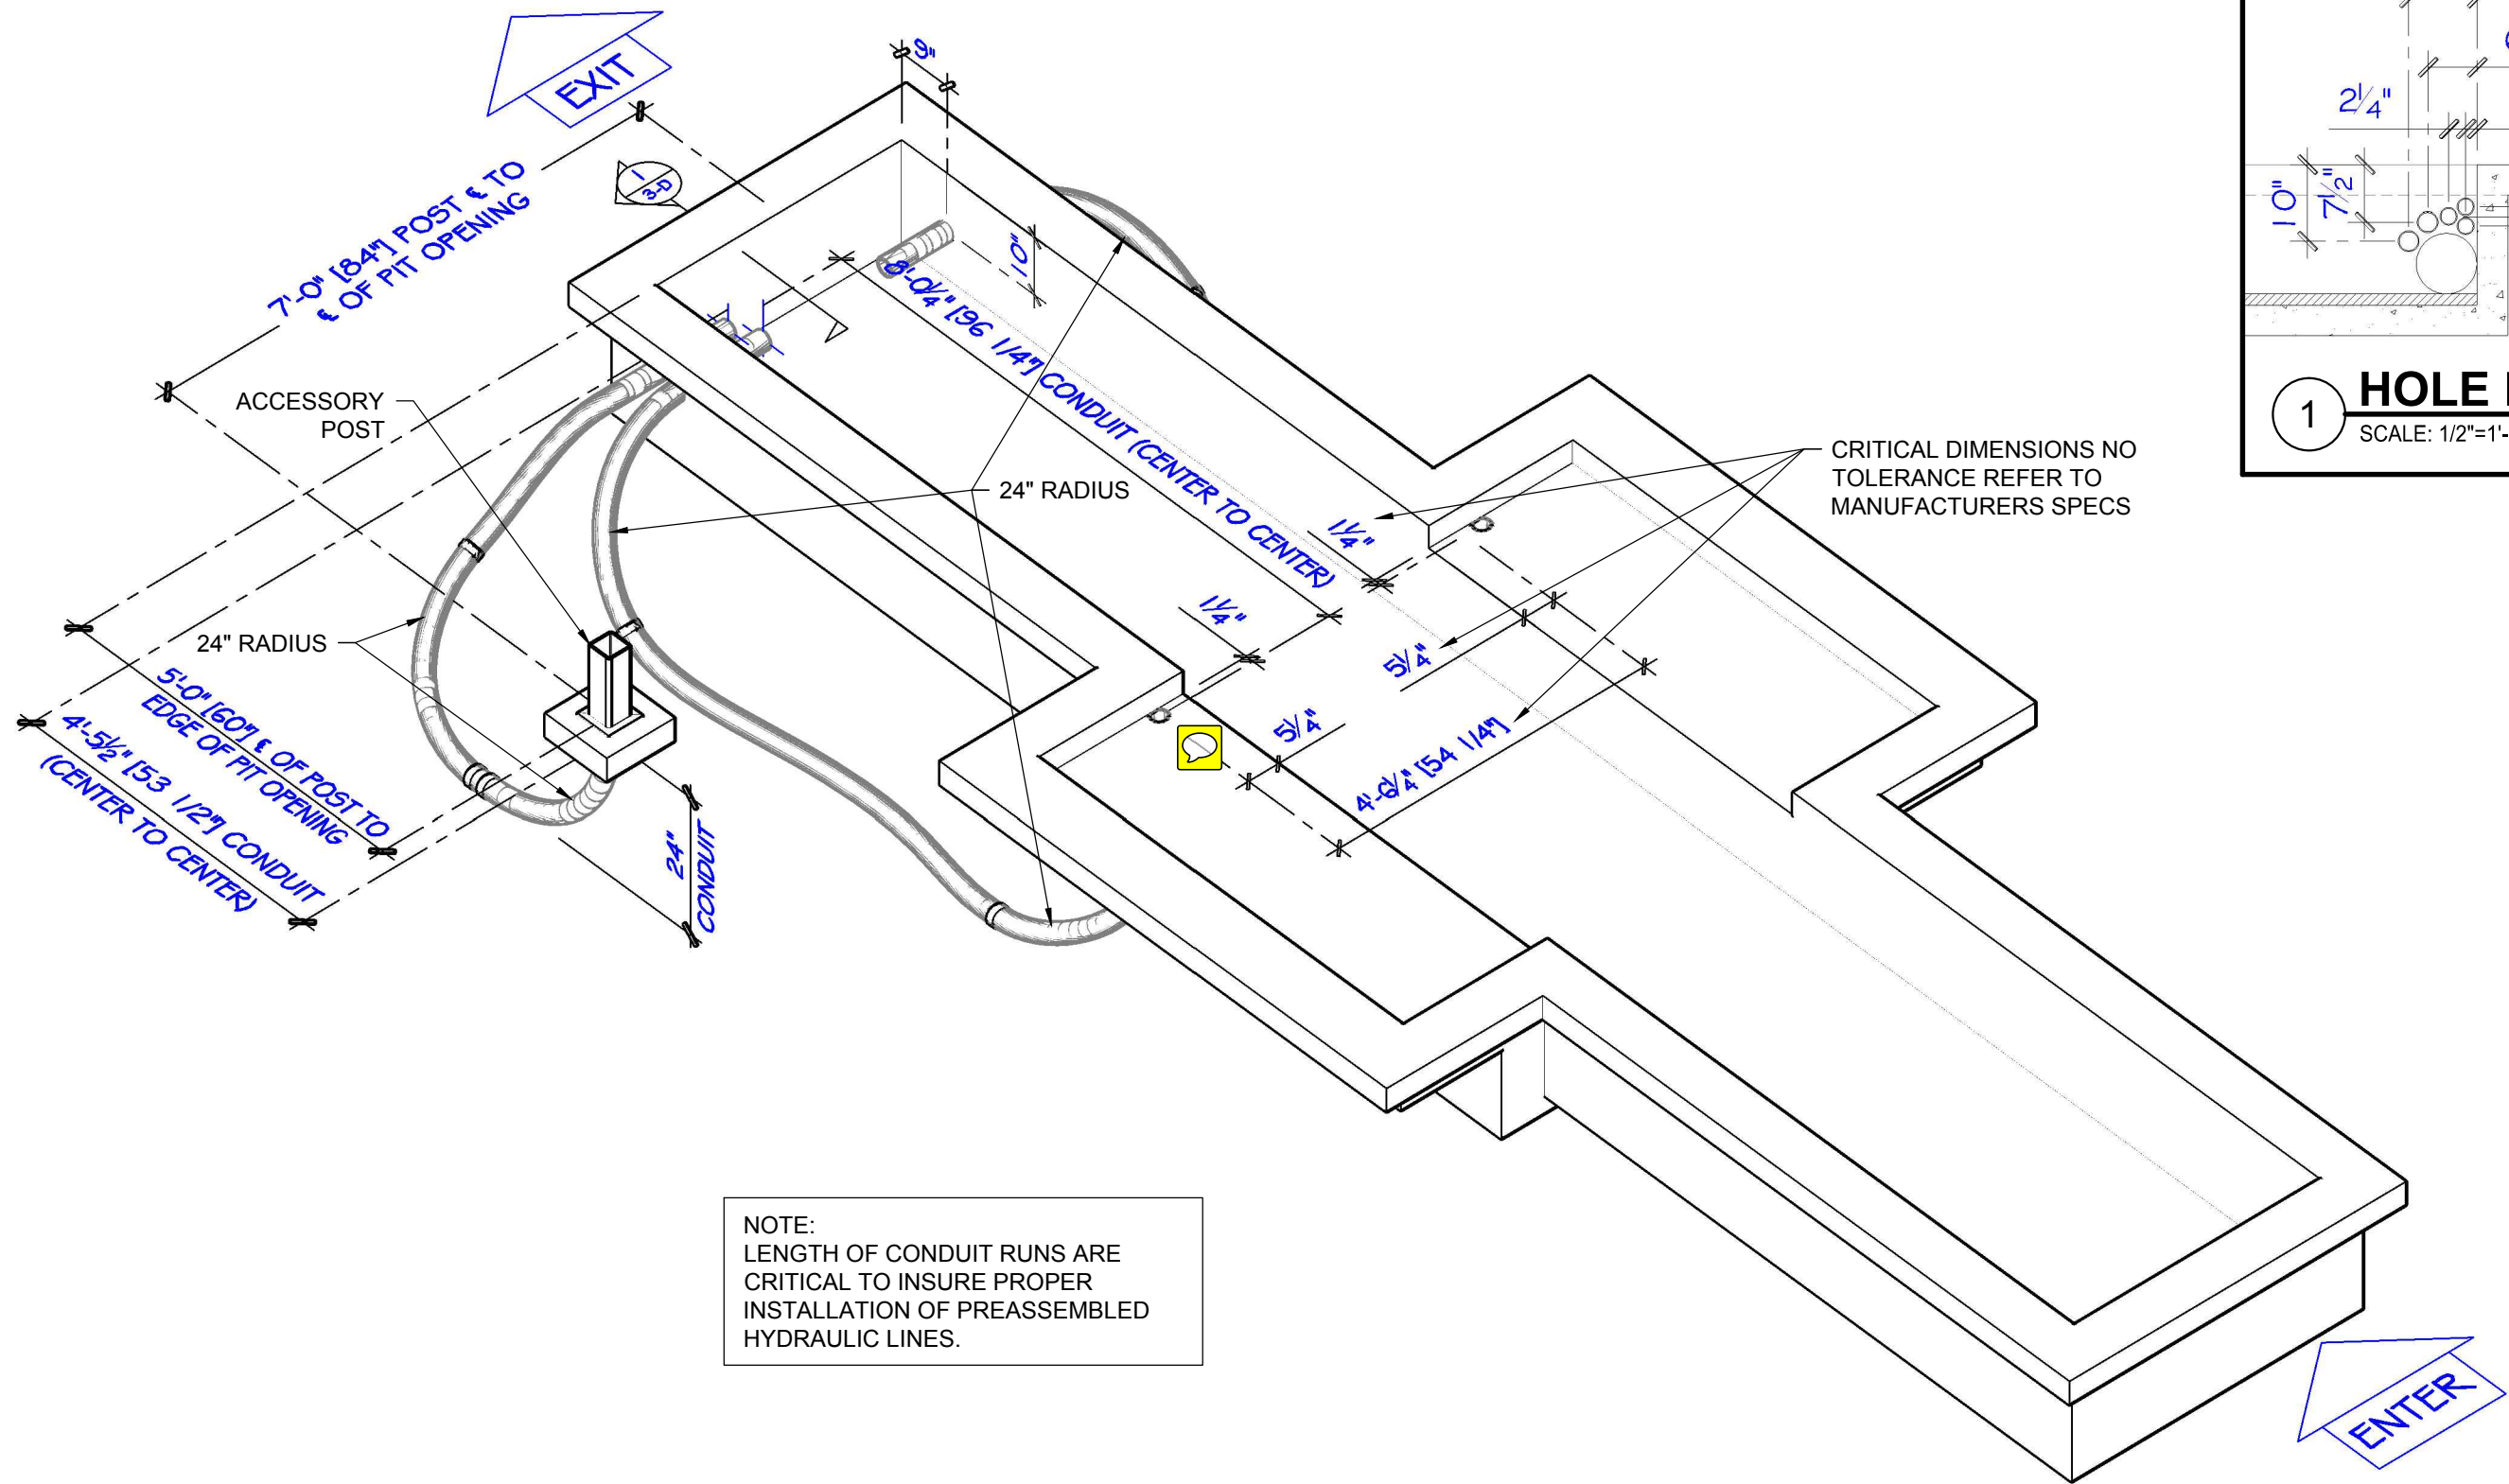 EXIT
9"
7'-0" [84"] POST ℄ TO
℄ OF PIT OPENING
1
3-D
10"
8'-0¼" [96 1/4"] CONDUIT (CENTER TO CENTER)
ACCESSORY
POST
24" RADIUS
CRITICAL DIMENSIONS NO
TOLERANCE REFER TO
MANUFACTURERS SPECS
1¼"
1¼"
24" RADIUS
5¼"
5¼"
4'-6¼" [54 1/4"]
5'-0" [60"] ℄ OF POST TO
EDGE OF PIT OPENING
4'-5½" [53 1/2"] CONDUIT
(CENTER TO CENTER)
24"
CONDUIT
NOTE:
LENGTH OF CONDUIT RUNS ARE
CRITICAL TO INSURE PROPER
INSTALLATION OF PREASSEMBLED
HYDRAULIC LINES.
ENTER
2¼"
10"
7½"
1
HOLE
SCALE: 1/2"=1'-